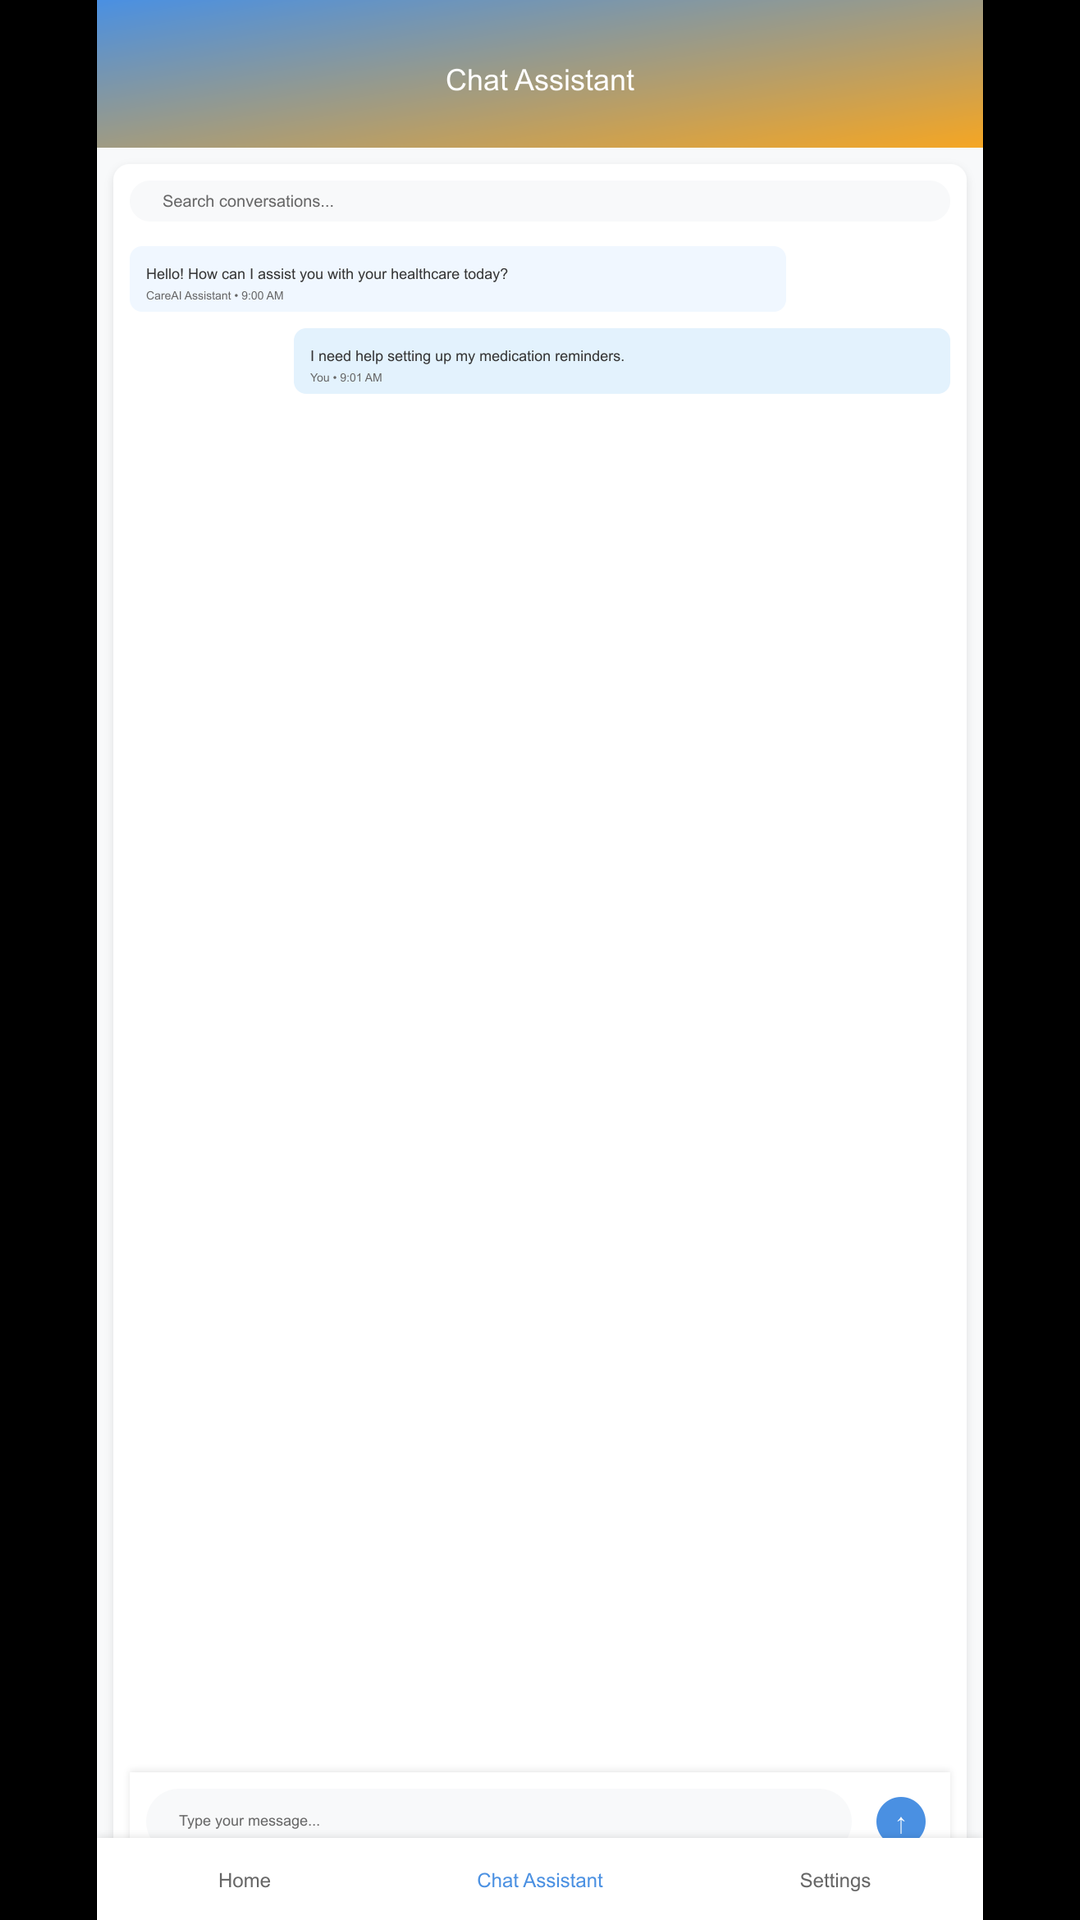 Chat Assistant
Search conversations...
Hello! How can I assist you with your healthcare today?
CareAI Assistant • 9:00 AM
I need help setting up my medication reminders.
You • 9:01 AM
Type your message...
↑
Home
Chat Assistant
Settings